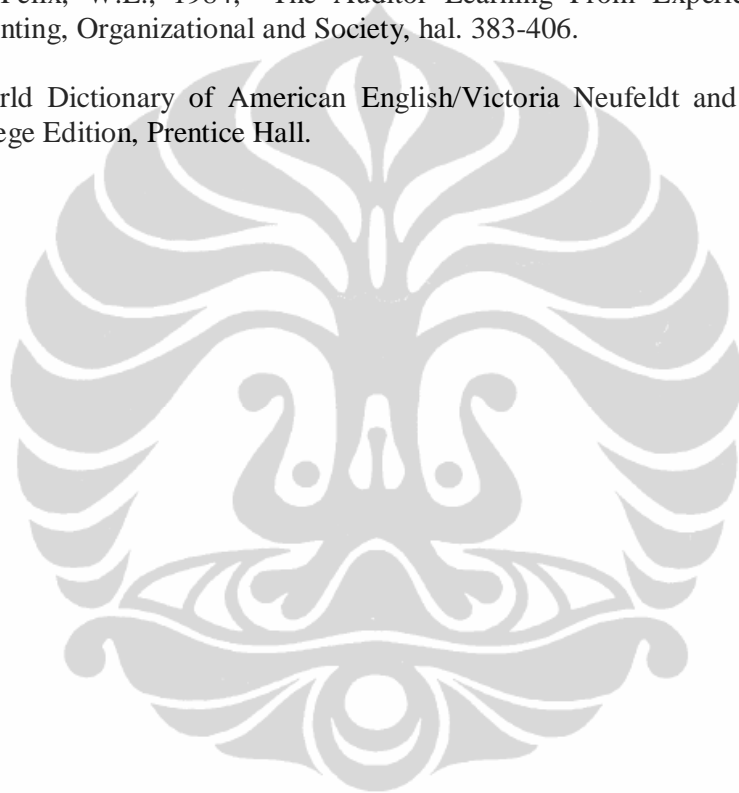 Felix, W.E., 1984, The Auditor Learning From Experie
nting, Organizational and Society, hal. 383-406.
rld Dictionary of American English/Victoria Neufeldt and
ege Edition, Prentice Hall.